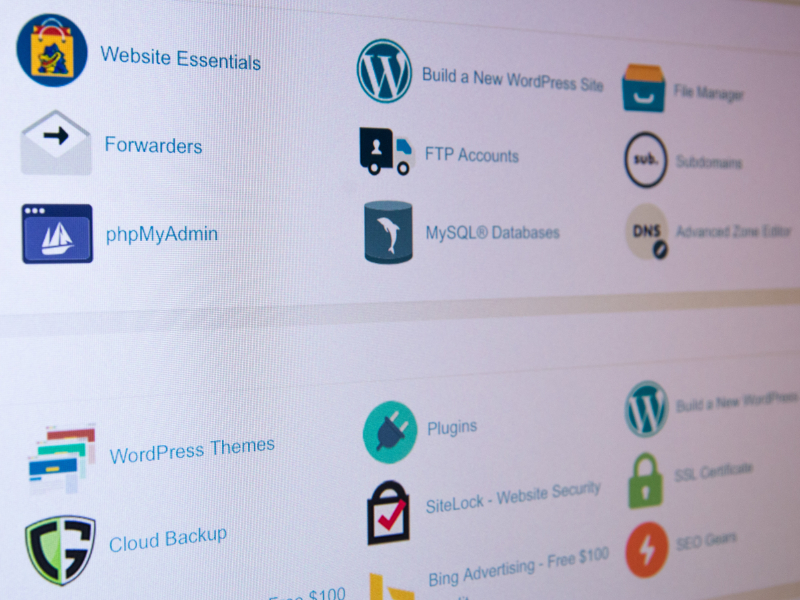 Website Essentials
Build a New WordPress Site
File Manager
Forwarders
FTP Accounts
sub.
Subdomains
phpMyAdmin
MySQL® Databases
DNS
Advanced Zone Editor
WordPress Themes
Plugins
Build a New WordPress
Cloud Backup
SiteLock - Website Security
SSL Certificate
Free $100
Bing Advertising - Free $100
SEO Gears